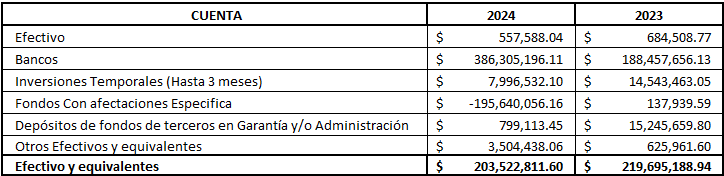 CUENTA 2024 2023
Efectivo $ 557,588.04 $ 684,508.77
Bancos $ 386,305,196.11 $ 188,457,656.13
Inversiones Temporales (Hasta 3 meses) $ 7,996,532.10 $ 14,543,463.05
Fondos Con afectaciones Especifica $ -195,640,056.16 $ 137,939.59
Depósitos de fondos de terceros en Garantía y/o Administración $ 799,113.45 $ 15,245,659.80
Otros Efectivos y equivalentes $ 3,504,438.06 $ 625,961.60
Efectivo y equivalentes $ 203,522,811.60 $ 219,695,188.94